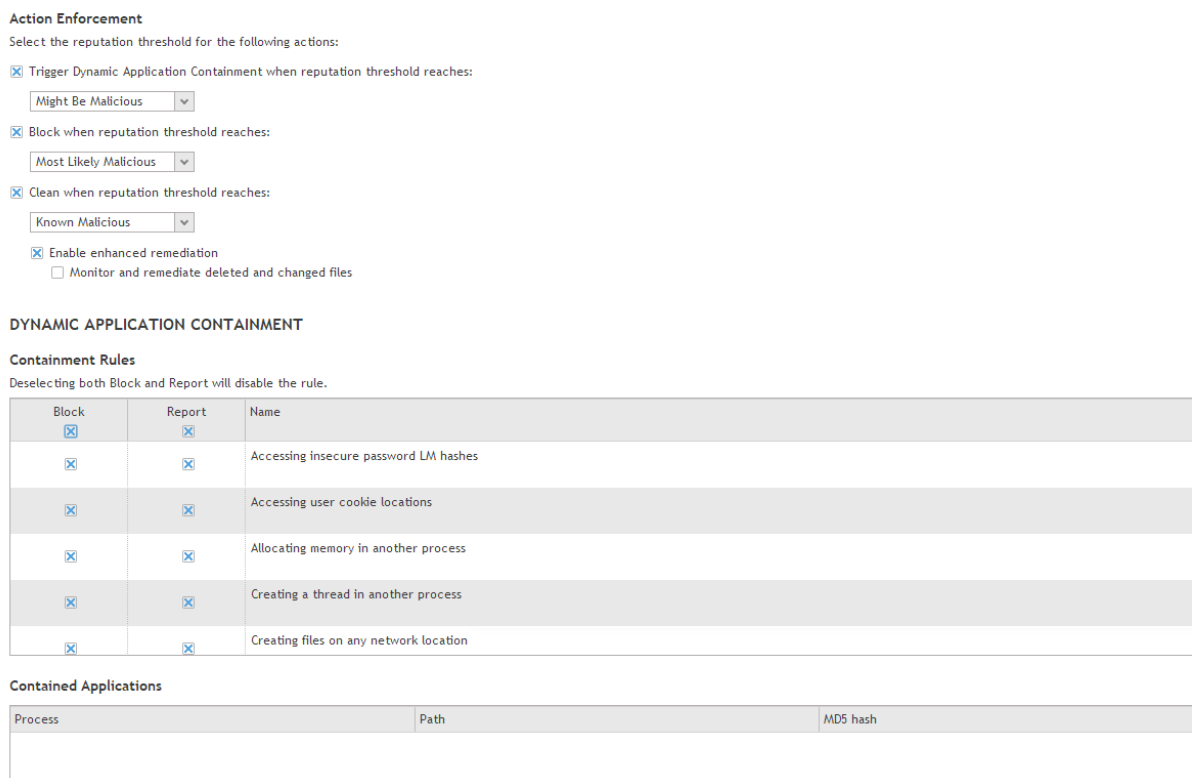 Action Enforcement
Select the reputation threshold for the following actions:
Trigger Dynamic Application Containment when reputation threshold reaches:
Might Be Malicious
Block when reputation threshold reaches:
Most Likely Malicious
Clean when reputation threshold reaches:
Known Malicious
Enable enhanced remediation
Monitor and remediate deleted and changed files
DYNAMIC APPLICATION CONTAINMENT
Containment Rules
Deselecting both Block and Report will disable the rule.
Block Report Name
Accessing insecure password LM hashes
Accessing user cookie locations
Allocating memory in another process
Creating a thread in another process
Creating files on any network location
Contained Applications
Process Path MD5 hash